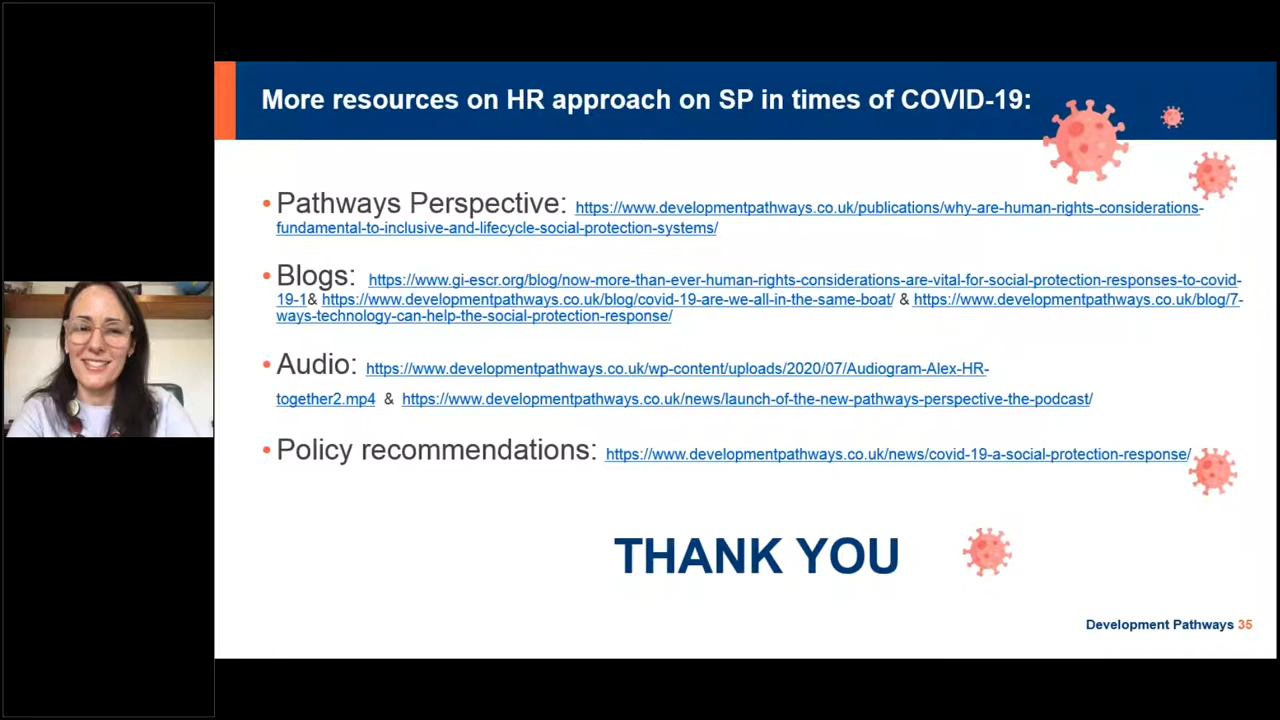 More resources on HR approach on SP in times of COVID-19:
• Pathways Perspective: https://www.developmentpathways.co.uk/publications/why-are-human-rights-considerations-
fundamental-to-inclusive-and-lifecycle-social-protection-systems/
• Blogs: https://www.gi-escr.org/blog/now-more-than-ever-human-rights-considerations-are-vital-for-social-protection-responses-to-covid-
19-1& https://www.developmentpathways.co.uk/blog/covid-19-are-we-all-in-the-same-boat/ & https://www.developmentpathways.co.uk/blog/7-
ways-technology-can-help-the-social-protection-response/
• Audio: https://www.developmentpathways.co.uk/wp-content/uploads/2020/07/Audiogram-Alex-HR-
together2.mp4 & https://www.developmentpathways.co.uk/news/launch-of-the-new-pathways-perspective-the-podcast/
• Policy recommendations: https://www.developmentpathways.co.uk/news/covid-19-a-social-protection-response/
THANK YOU
Development Pathways 35